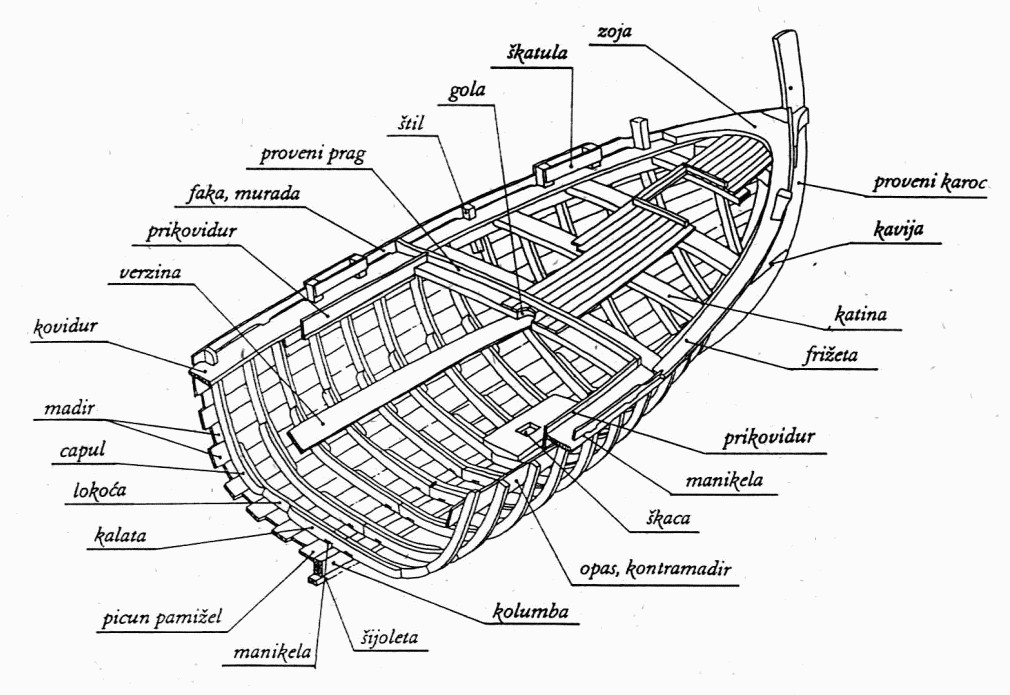 zoja
škatula
gola
štil
proveni prag
faka, murada
prikovidur
verzina
kovidur
madir
capul
lokoća
kalata
picun pamižel
manikela
šijoleta
kolumba
opas, kontramadir
škaca
manikela
prikovidur
frižeta
katina
kavija
proveni karoc